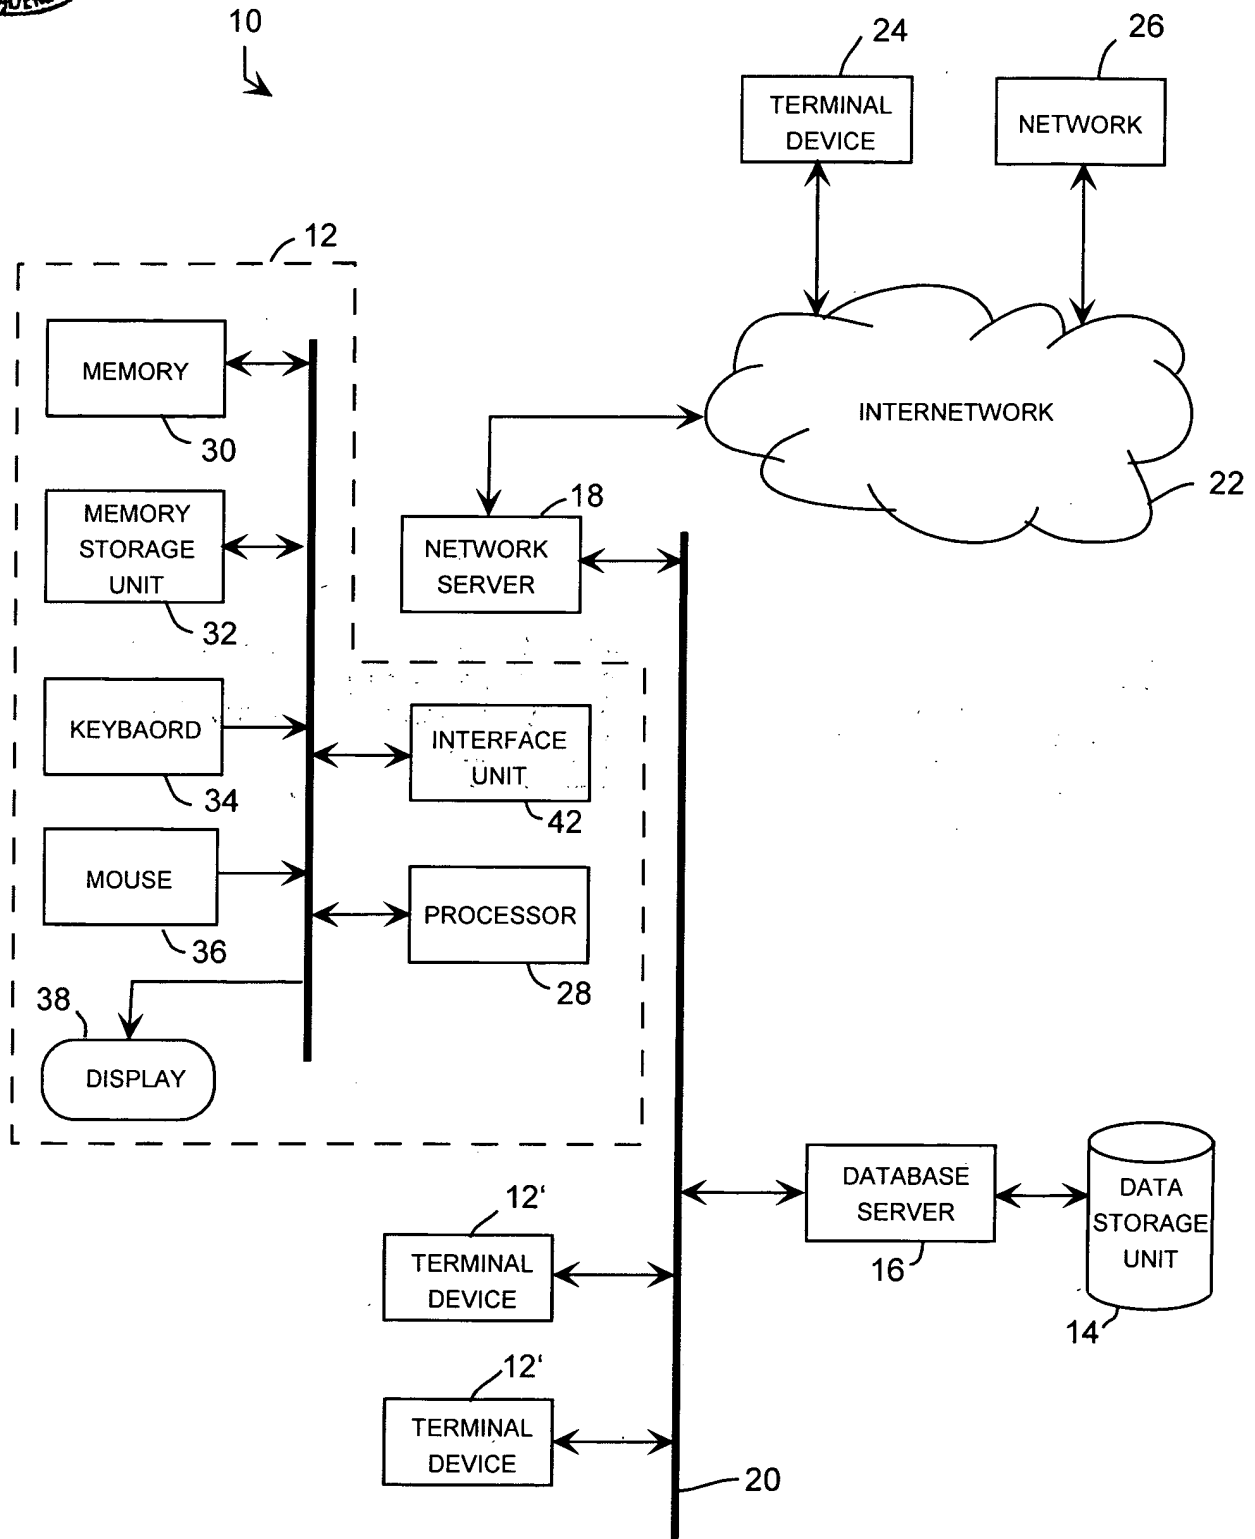 10
24
26
TERMINAL
DEVICE
NETWORK
12
MEMORY
30
INTERNETWORK
22
18
NETWORK
SERVER
MEMORY
STORAGE
UNIT
32
KEYBAORD
34
INTERFACE
UNIT
42
MOUSE
36
PROCESSOR
28
38
DISPLAY
DATABASE
SERVER
16
DATA
STORAGE
UNIT
14
12‘
TERMINAL
DEVICE
12‘
TERMINAL
DEVICE
20